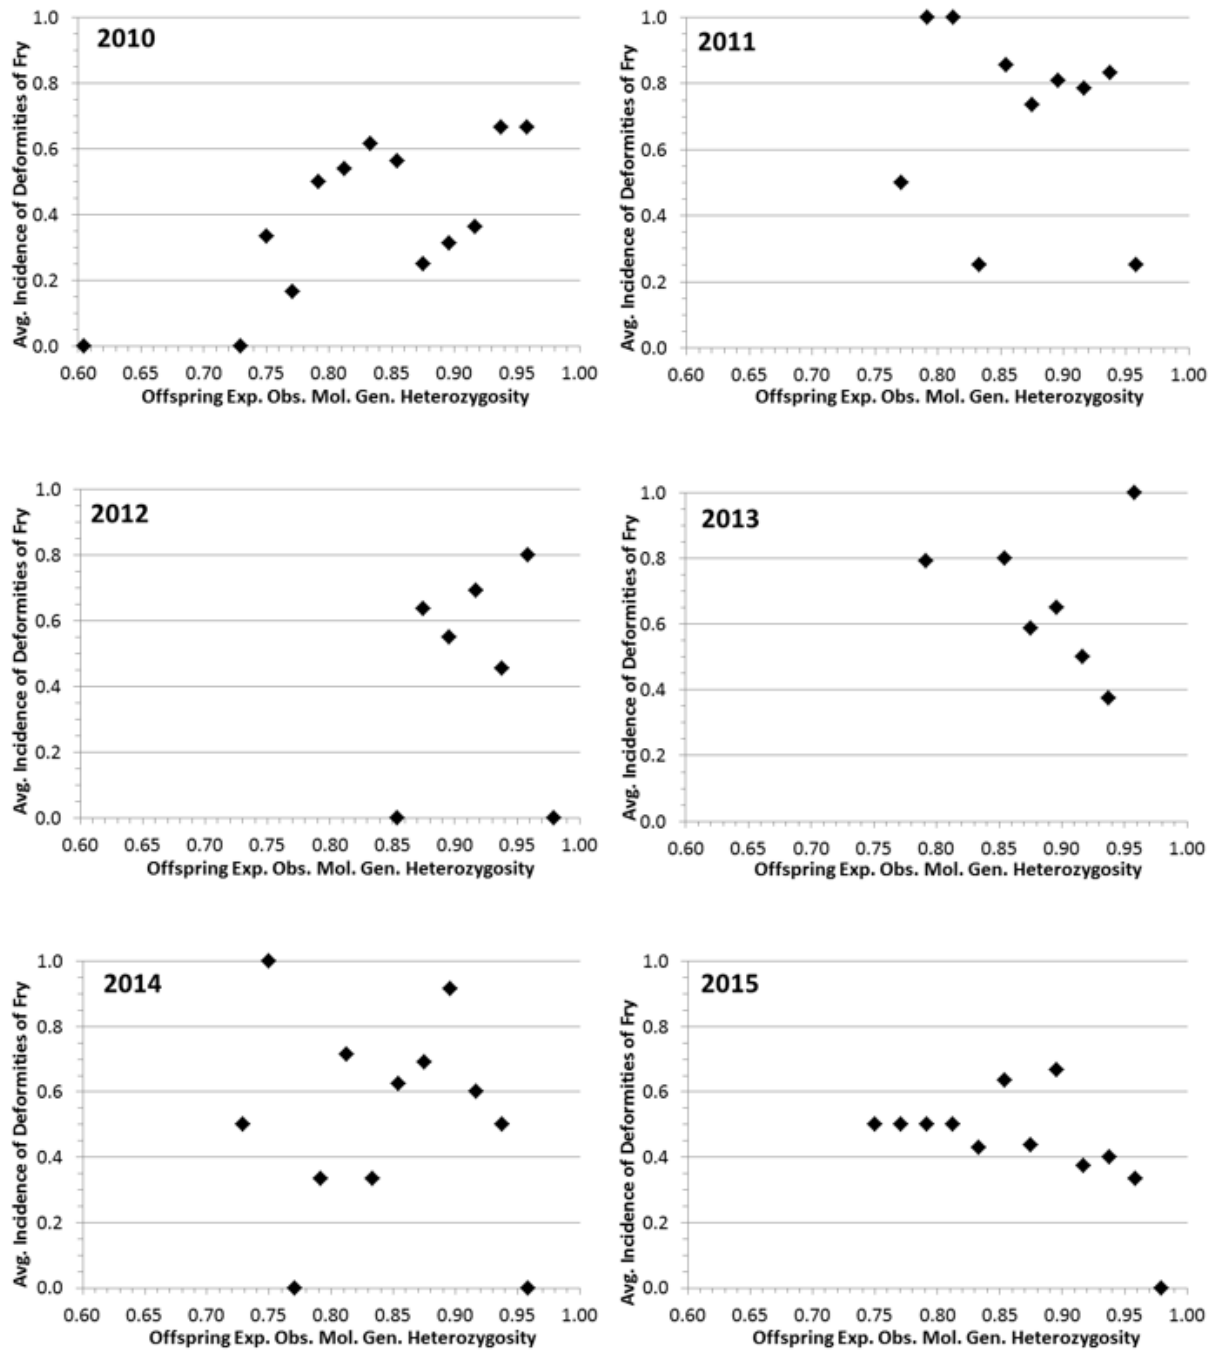 2010
Avg. Incidence of Deformities of Fry
1.0
0.8
0.6
0.4
0.2
0.0
0.60 0.65 0.70 0.75 0.80 0.85 0.90 0.95 1.00
Offspring Exp. Obs. Mol. Gen. Heterozygosity
2011
Avg. Incidence of Deformities of Fry
1.0
0.8
0.6
0.4
0.2
0.0
0.60 0.65 0.70 0.75 0.80 0.85 0.90 0.95 1.00
Offspring Exp. Obs. Mol. Gen. Heterozygosity
2012
Avg. Incidence of Deformities of Fry
1.0
0.8
0.6
0.4
0.2
0.0
0.60 0.65 0.70 0.75 0.80 0.85 0.90 0.95 1.00
Offspring Exp. Obs. Mol. Gen. Heterozygosity
2013
Avg. Incidence of Deformities of Fry
1.0
0.8
0.6
0.4
0.2
0.0
0.60 0.65 0.70 0.75 0.80 0.85 0.90 0.95 1.00
Offspring Exp. Obs. Mol. Gen. Heterozygosity
2014
Avg. Incidence of Deformities of Fry
1.0
0.8
0.6
0.4
0.2
0.0
0.60 0.65 0.70 0.75 0.80 0.85 0.90 0.95 1.00
Offspring Exp. Obs. Mol. Gen. Heterozygosity
2015
Avg. Incidence of Deformities of Fry
1.0
0.8
0.6
0.4
0.2
0.0
0.60 0.65 0.70 0.75 0.80 0.85 0.90 0.95 1.00
Offspring Exp. Obs. Mol. Gen. Heterozygosity